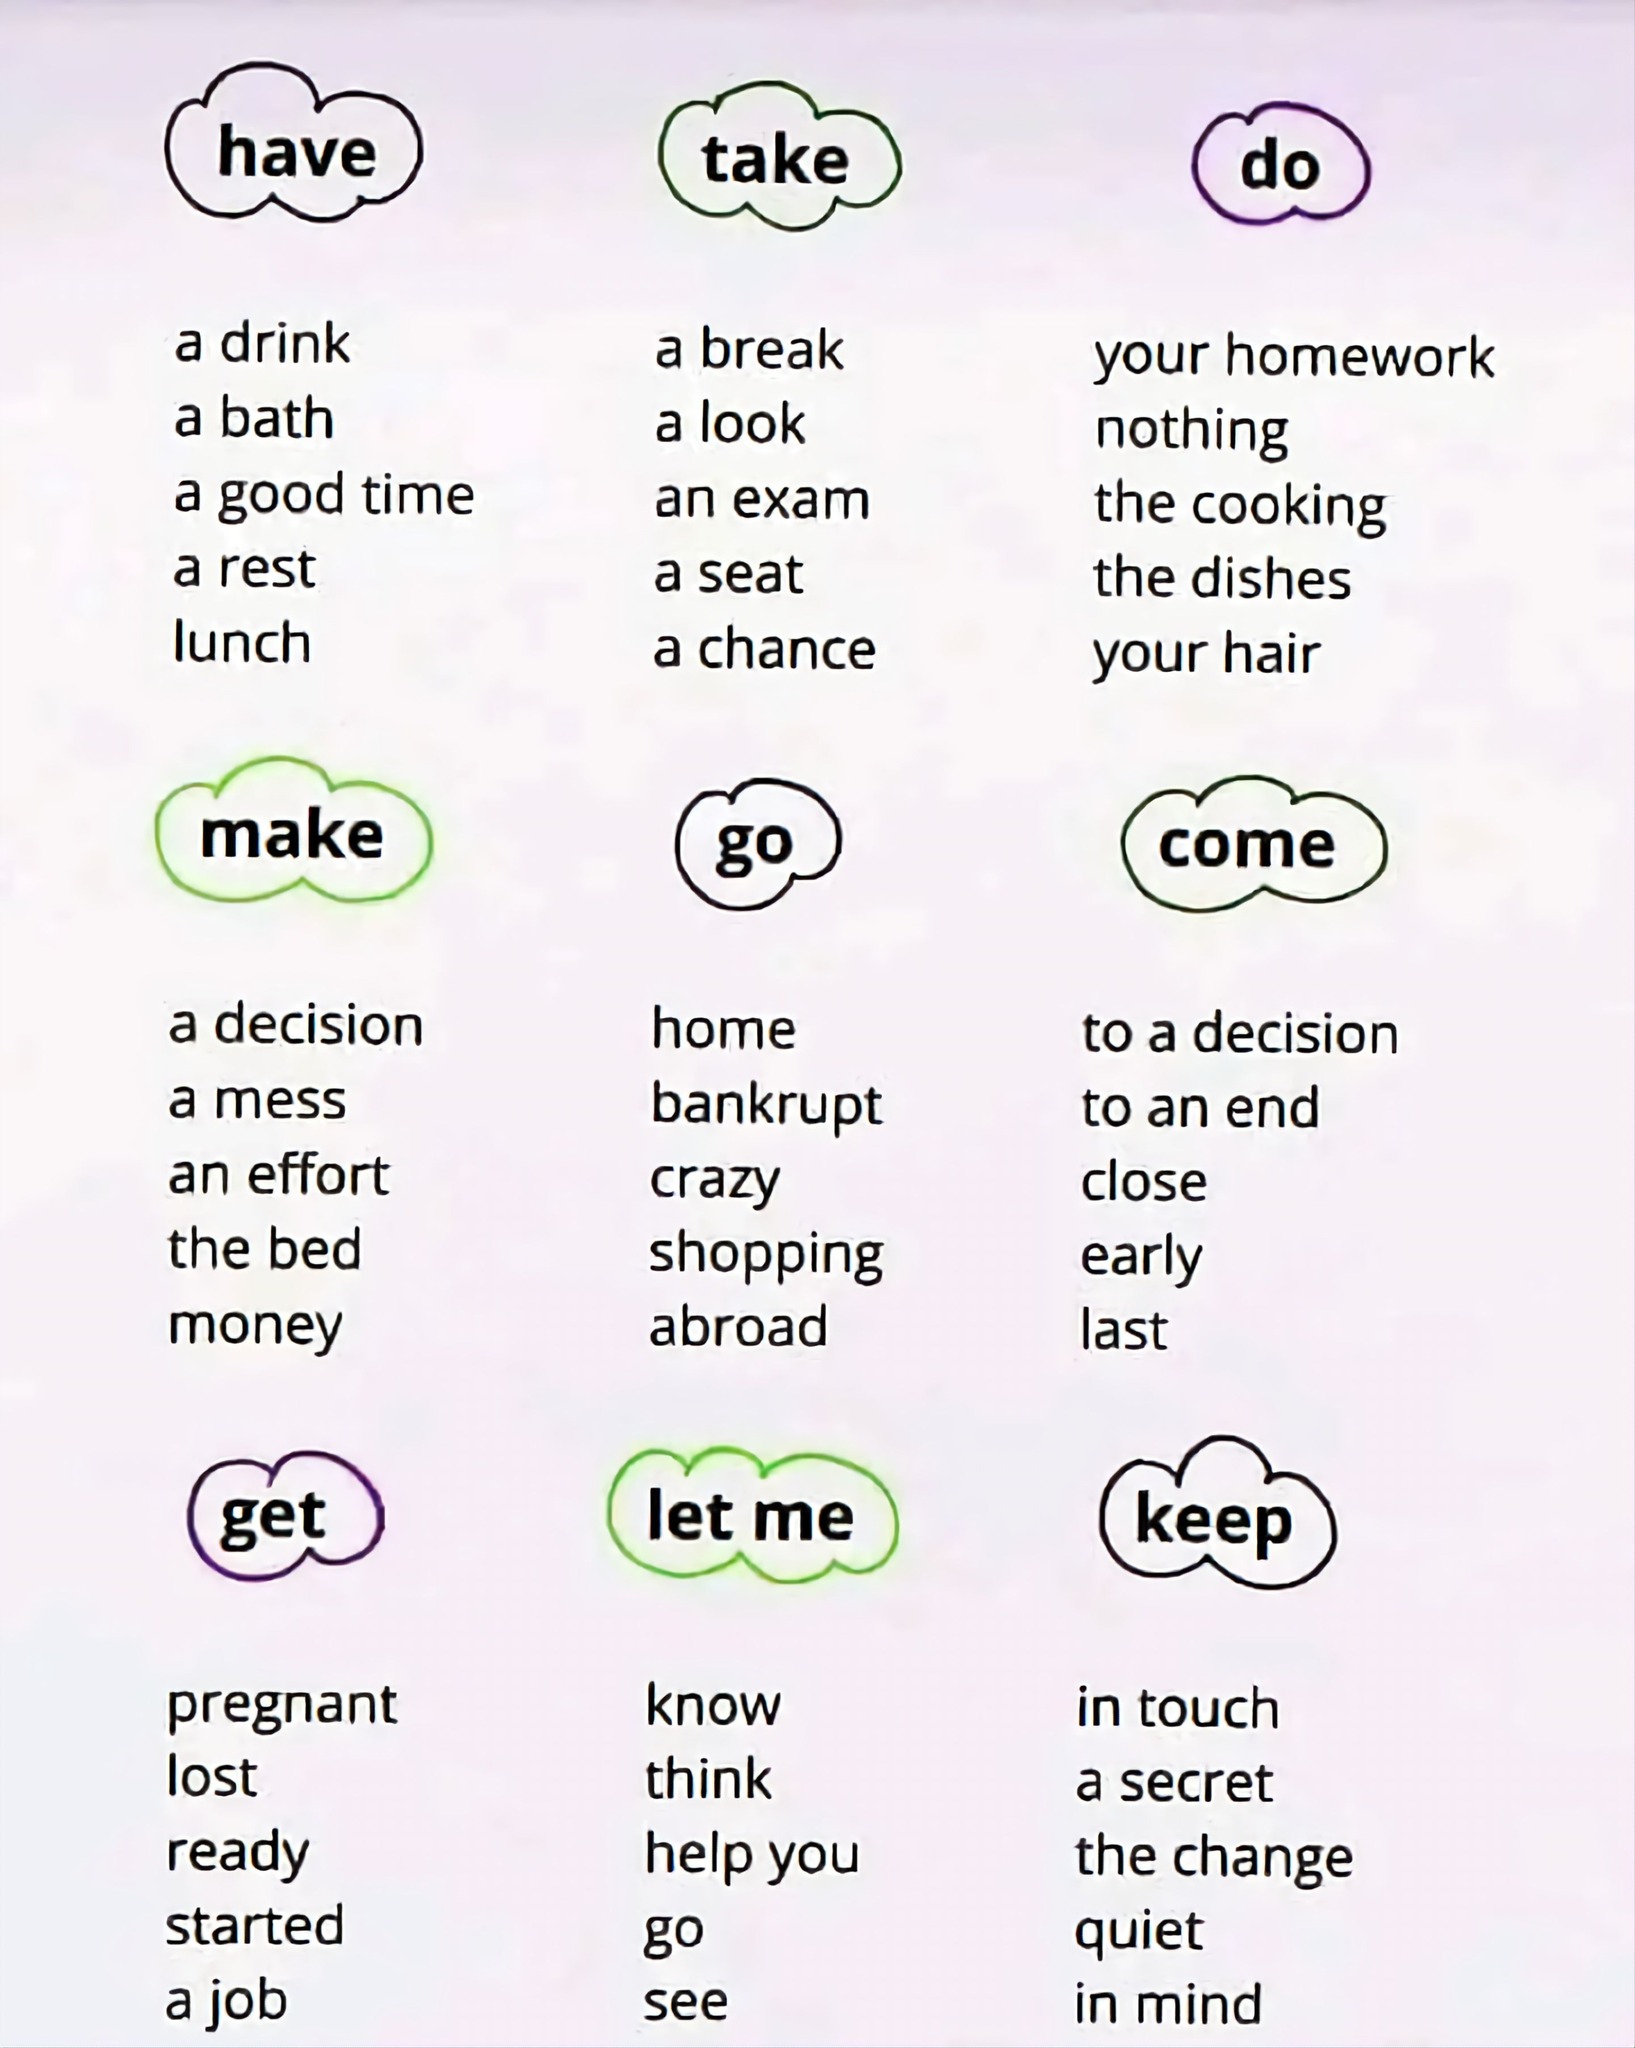 have
a drink
a bath
a good time
a rest
lunch
take
a break
a look
an exam
a seat
a chance
do
your homework
nothing
the cooking
the dishes
your hair
make
a decision
a mess
an effort
the bed
money
go
home
bankrupt
crazy
shopping
abroad
come
to a decision
to an end
close
early
last
get
pregnant
lost
ready
started
a job
let me
know
think
help you
go
see
keep
in touch
a secret
the change
quiet
in mind